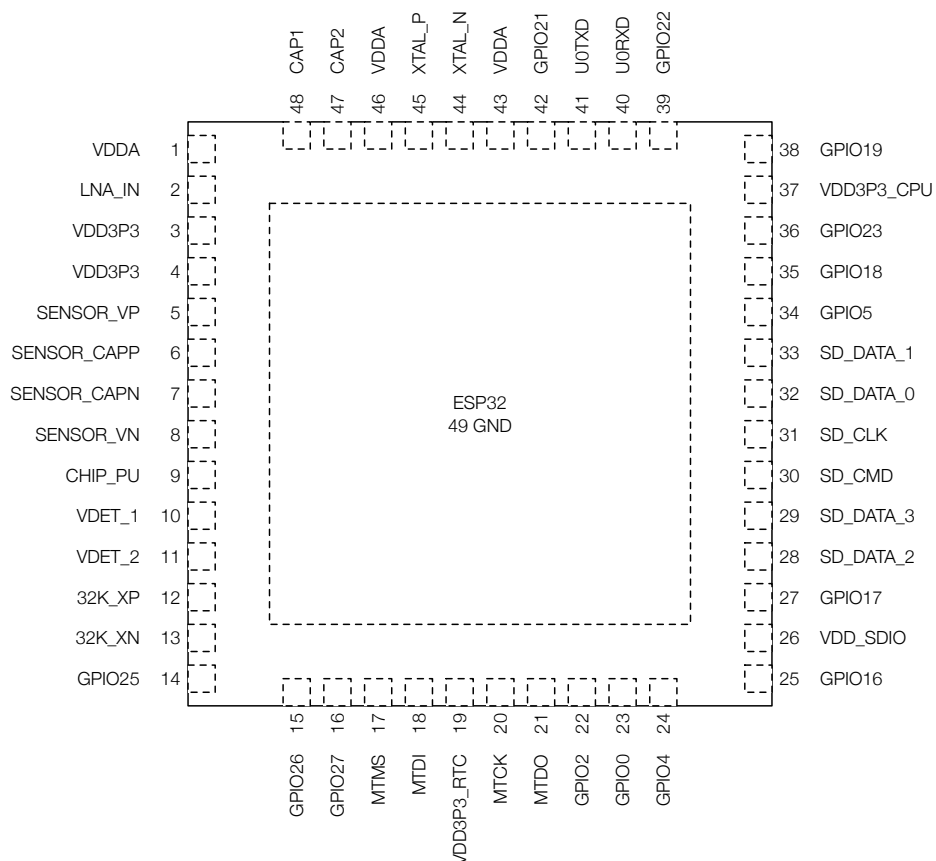 CAP1
CAP2
VDDA
XTAL_P
XTAL_N
VDDA
GPIO21
U0TXD
U0RXD
GPIO22
48
47
46
45
44
43
42
41
40
39
VDDA 1
LNA_IN 2
VDD3P3 3
VDD3P3 4
SENSOR_VP 5
SENSOR_CAPP 6
SENSOR_CAPN 7
SENSOR_VN 8
CHIP_PU 9
VDET_1 10
VDET_2 11
32K_XP 12
32K_XN 13
GPIO25 14
ESP32
49 GND
38 GPIO19
37 VDD3P3_CPU
36 GPIO23
35 GPIO18
34 GPIO5
33 SD_DATA_1
32 SD_DATA_0
31 SD_CLK
30 SD_CMD
29 SD_DATA_3
28 SD_DATA_2
27 GPIO17
26 VDD_SDIO
25 GPIO16
15
16
17
18
19
20
21
22
23
24
GPIO26
GPIO27
MTMS
MTDI
VDD3P3_RTC
MTCK
MTDO
GPIO2
GPIO0
GPIO4